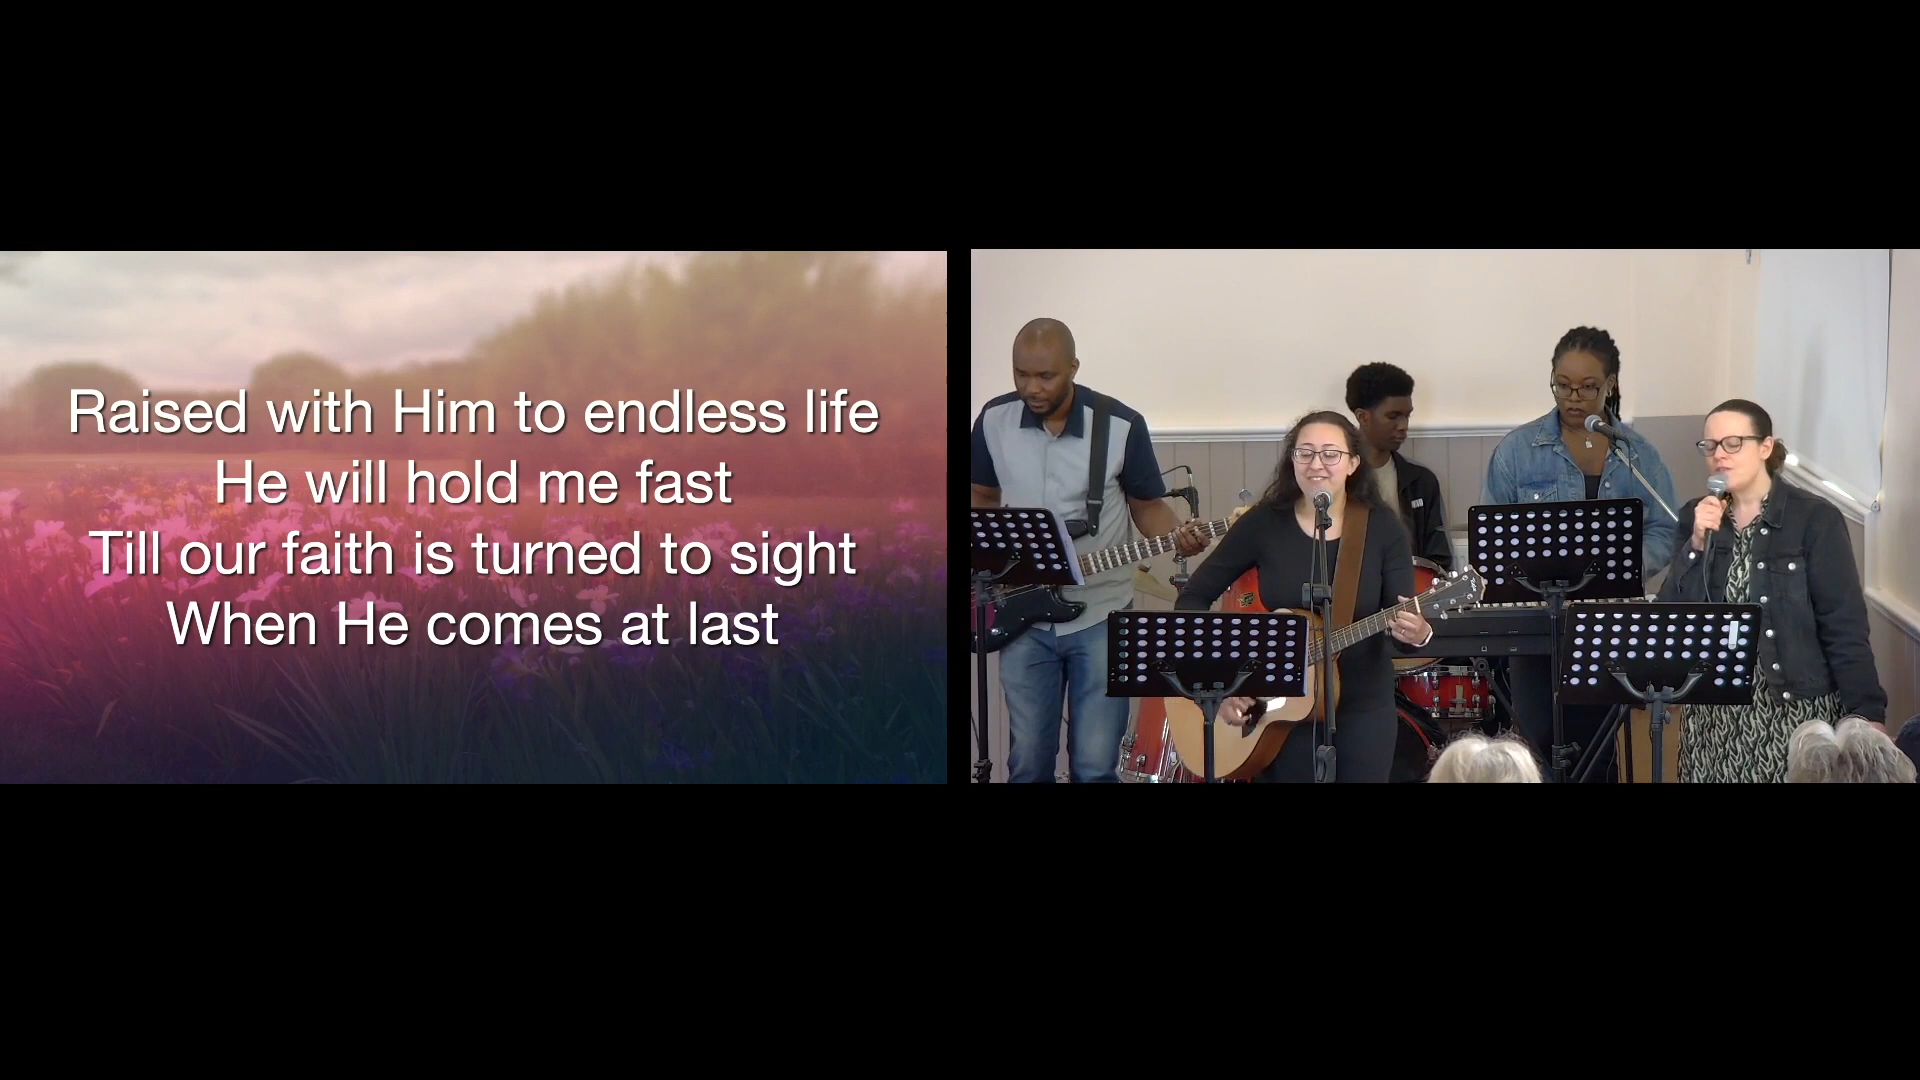 Raised with Him to endless life
He will hold me fast
Till our faith is turned to sight
When He comes at last